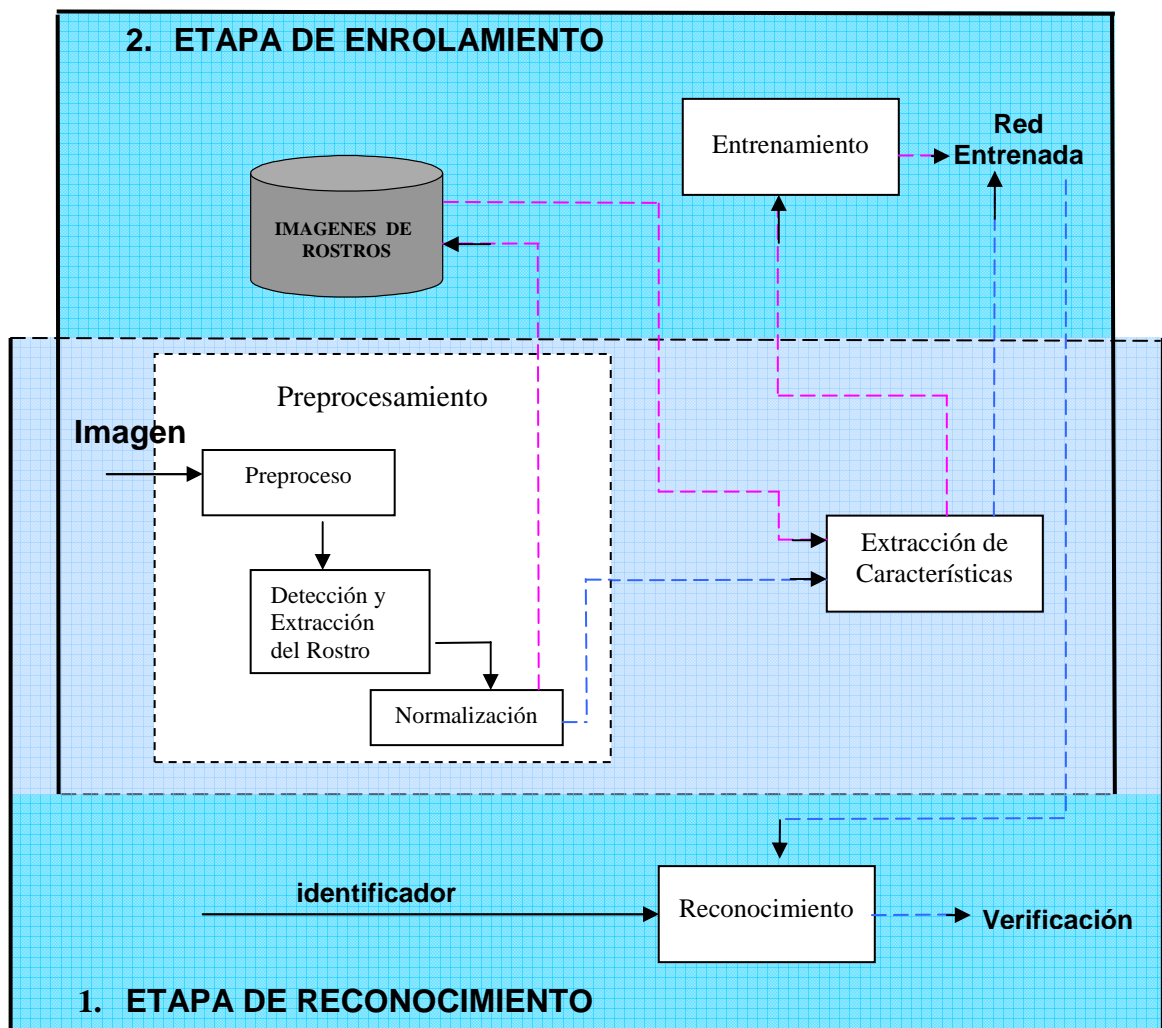 2. ETAPA DE ENROLAMIENTO
Entrenamiento
Red
Entrenada
IMAGENES DE
ROSTROS
Preprocesamiento
Imagen
Preproceso
Detección y
Extracción
del Rostro
Normalización
Extracción de
Características
identificador
Reconocimiento
Verificación
1. ETAPA DE RECONOCIMIENTO